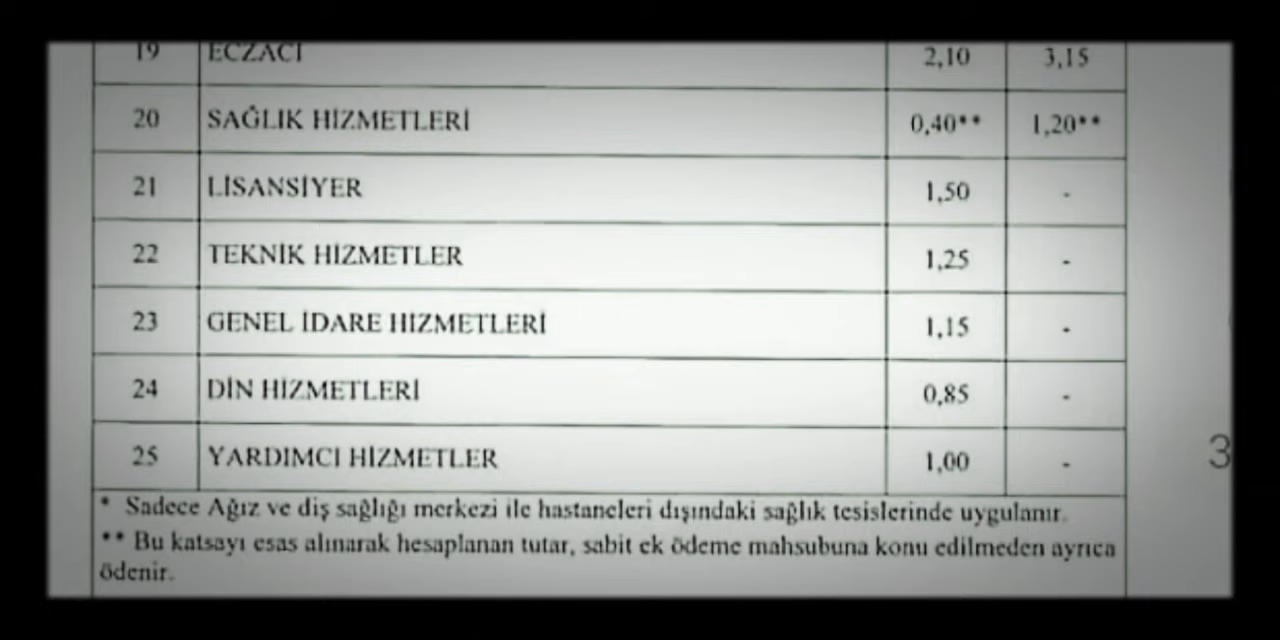 19 ECZACI 2,10 3,15
20 SAĞLIK HİZMETLERİ 0,40** 1,20**
21 LİSANSİYER 1,50 -
22 TEKNİK HİZMETLER 1,25 -
23 GENEL İDARE HİZMETLERİ 1,15 -
24 DİN HİZMETLERİ 0,85 -
25 YARDIMCI HİZMETLER 1,00 -
3
* Sadece Ağız ve diş sağlığı merkezi ile hastaneleri dışındaki sağlık tesislerinde uygulanır.
** Bu katsayı esas alınarak hesaplanan tutar, sabit ek ödeme mahsubuna konu edilmeden ayrıca
ödenir.